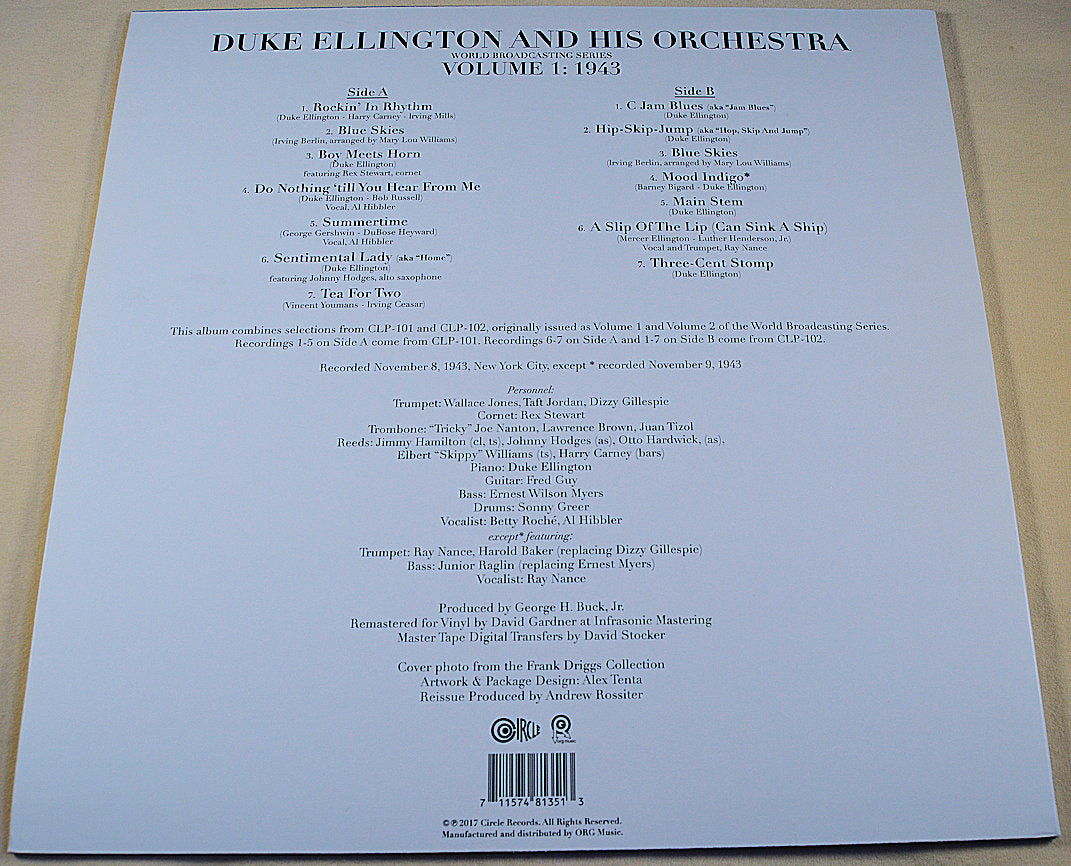 DUKE ELLINGTON AND HIS ORCHESTRA
WORLD BROADCASTING SERIES
VOLUME 1: 1943
Side A
1. Rockin' In Rhythm
(Duke Ellington - Harry Carney - Irving Mills)
2. Blue Skies
(Irving Berlin, arranged by Mary Lou Williams)
3. Boy Meets Horn
(Duke Ellington)
featuring Rex Stewart, cornet
4. Do Nothing 'till You Hear From Me
(Duke Ellington - Bob Russell)
Vocal, Al Hibbler
5. Summertime
(George Gershwin - DuBose Heyward)
Vocal, Al Hibbler
6. Sentimental Lady (aka "Home")
(Duke Ellington)
featuring Johnny Hodges, alto saxophone
7. Tea For Two
(Vincent Youmans - Irving Ceasar)
Side B
1. C Jam Blues (aka "Jam Blues")
(Duke Ellington)
2. Hip-Skip-Jump (aka "Hop, Skip And Jump")
(Duke Ellington)
3. Blue Skies
(Irving Berlin, arranged by Mary Lou Williams)
4. Mood Indigo*
(Barney Bigard - Duke Ellington)
5. Main Stem
(Duke Ellington)
6. A Slip Of The Lip (Can Sink A Ship)
(Mercer Ellington - Luther Henderson, Jr.)
Vocal and Trumpet, Ray Nance
7. Three-Cent Stomp
(Duke Ellington)
This album combines selections from CLP-101 and CLP-102, originally issued as Volume 1 and Volume 2 of the World Broadcasting Series.
Recordings 1-5 on Side A come from CLP-101. Recordings 6-7 on Side A and 1-7 on Side B come from CLP-102.
Recorded November 8, 1943, New York City, except * recorded November 9, 1943
Personnel:
Trumpet: Wallace Jones, Taft Jordan, Dizzy Gillespie
Cornet: Rex Stewart
Trombone: "Tricky" Joe Nanton, Lawrence Brown, Juan Tizol
Reeds: Jimmy Hamilton (cl, ts), Johnny Hodges (as), Otto Hardwick, (as),
Elbert "Skippy" Williams (ts), Harry Carney (bars)
Piano: Duke Ellington
Guitar: Fred Guy
Bass: Ernest Wilson Myers
Drums: Sonny Greer
Vocalist: Betty Roché, Al Hibbler
except* featuring:
Trumpet: Ray Nance, Harold Baker (replacing Dizzy Gillespie)
Bass: Junior Raglin (replacing Ernest Myers)
Vocalist: Ray Nance
Produced by George H. Buck, Jr.
Remastered for Vinyl by David Gardner at Infrasonic Mastering
Master Tape Digital Transfers by David Stocker
Cover photo from the Frank Driggs Collection
Artwork & Package Design: Alex Tenta
Reissue Produced by Andrew Rossiter
CIRCLE
org music
7 11574 81351 3
© ℗ 2017 Circle Records. All Rights Reserved.
Manufactured and distributed by ORG Music.